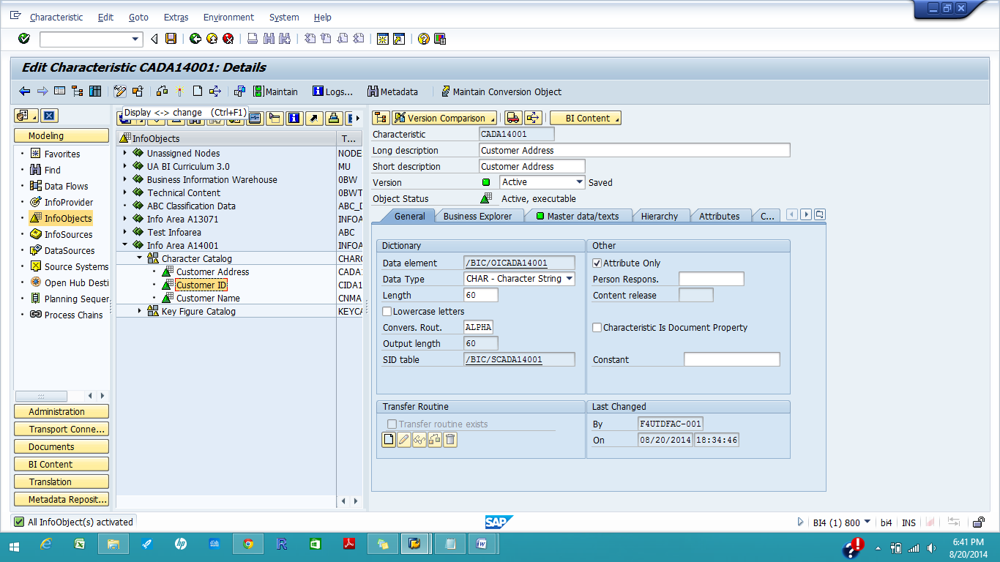 Characteristic Edit Goto Extras Environment System Help
Edit Characteristic CADA14001: Details
Maintain Logs... Metadata Maintain Conversion Object
Display <-> change (Ctrl+F1)
Modeling
Favorites
Find
Data Flows
InfoProvider
InfoObjects
InfoSources
DataSources
Source Systems
Open Hub Desti
Planning Sequer
Process Chains
Administration
Transport Conne...
Documents
BI Content
Translation
Metadata Reposit...
InfoObjects T...
Unassigned Nodes NODE
UA BI Curriculum 3.0 MU
Business Information Warehouse 0BW
Technical Content 0BWT
ABC Classification Data ABC_D
Info Area A13071 INFOA
Test Infoarea ABC
Info Area A14001 INFOA
Character Catalog CHARC
Customer Address CADA1
Customer ID CIDA1
Customer Name CNMA
Key Figure Catalog KEYCA
Version Comparison BI Content
Characteristic CADA14001
Long description Customer Address
Short description Customer Address
Version Active Saved
Object Status Active, executable
General Business Explorer Master data/texts Hierarchy Attributes C...
Dictionary
Data element /BIC/OICADA14001
Data Type CHAR - Character String
Length 60
Lowercase letters
Convers. Rout. ALPHA
Output length 60
SID table /BIC/SCADA14001
Other
Attribute Only
Person Respons.
Content release
Characteristic Is Document Property
Constant
Transfer Routine
Transfer routine exists
Last Changed
By F4UTDFAC-001
On 08/20/2014 18:34:46
All InfoObject(s) activated
SAP
BI4 (1) 800 bi4 INS
6:41 PM
8/20/2014